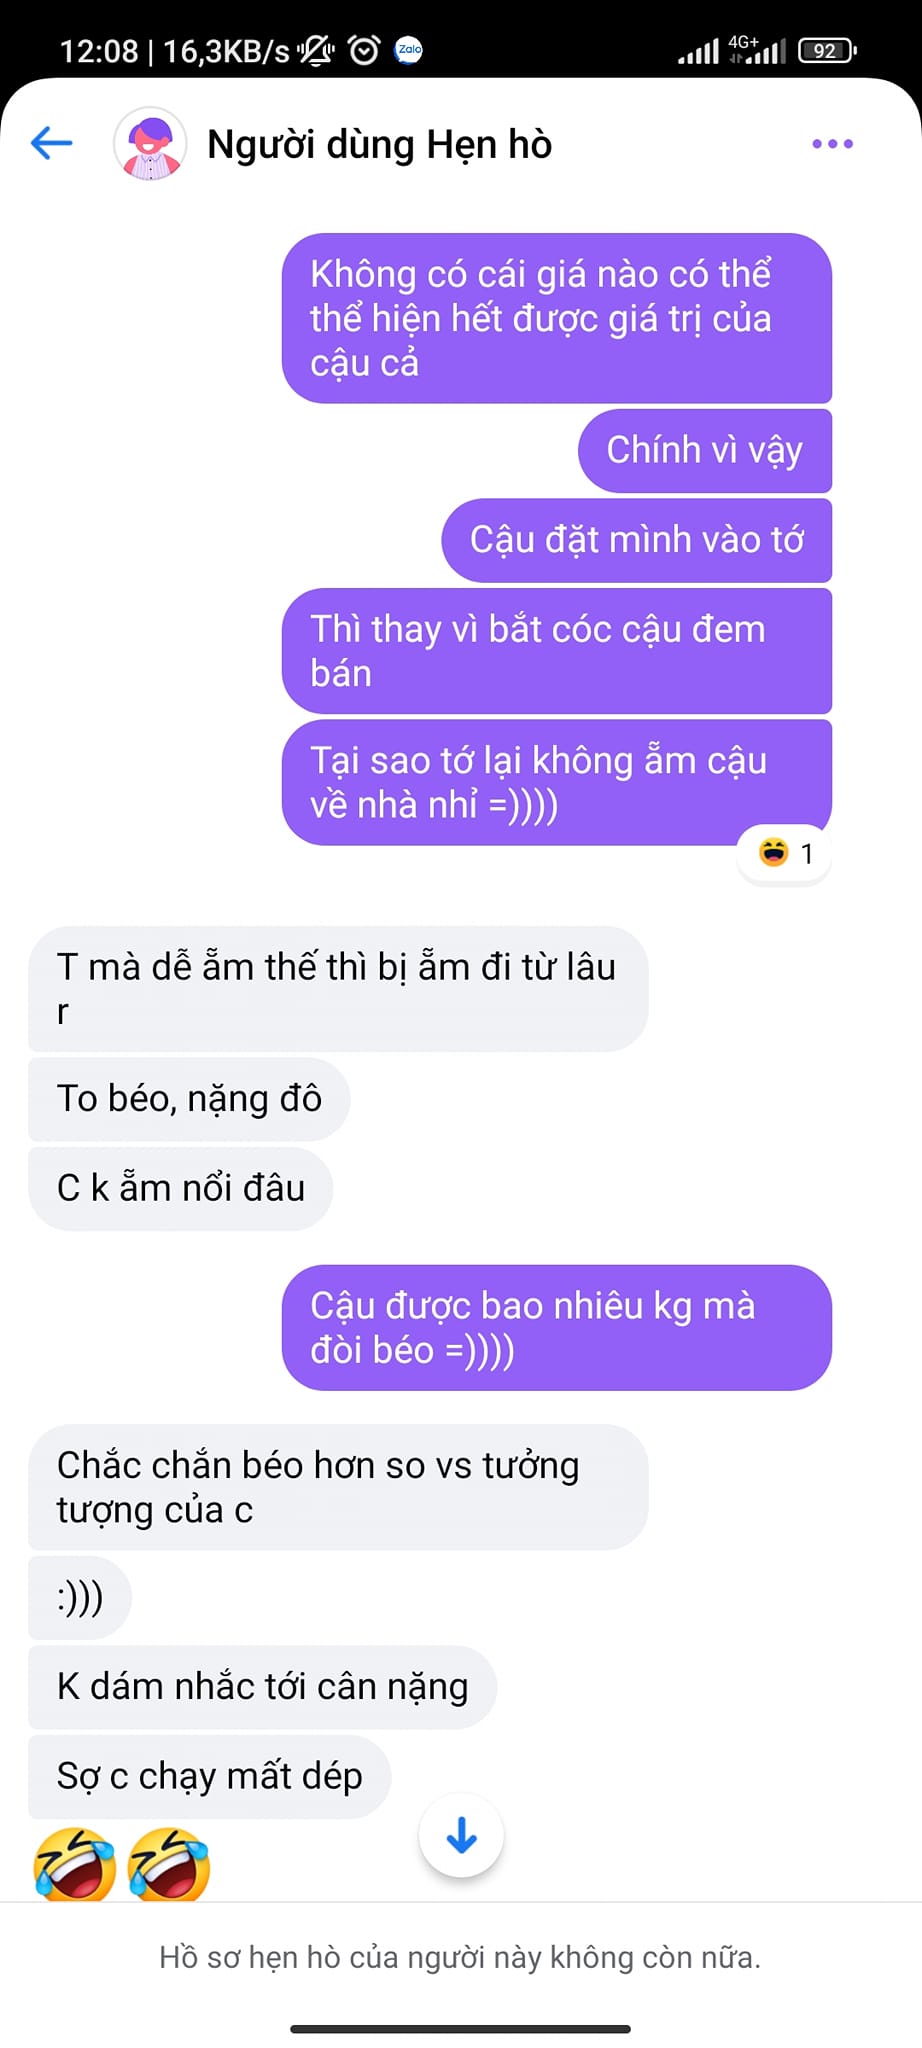 12:08 | 16,3KB/s Zalo 4G+ 92
Người dùng Hẹn hò
Không có cái giá nào có thể
thể hiện hết được giá trị của
cậu cả
Chính vì vậy
Cậu đặt mình vào tớ
Thì thay vì bắt cóc cậu đem
bán
Tại sao tớ lại không ẵm cậu
về nhà nhỉ =))))
1
T mà dễ ẵm thế thì bị ẵm đi từ lâu
r
To béo, nặng đô
C k ẵm nổi đâu
Cậu được bao nhiêu kg mà
đòi béo =))))
Chắc chắn béo hơn so vs tưởng
tượng của c
:)))
K dám nhắc tới cân nặng
Sợ c chạy mất dép
Hồ sơ hẹn hò của người này không còn nữa.